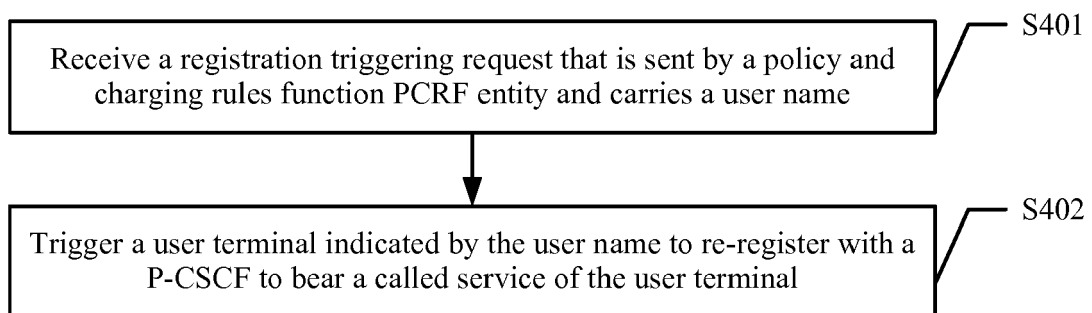 S401
Receive a registration triggering request that is sent by a policy and
charging rules function PCRF entity and carries a user name
S402
Trigger a user terminal indicated by the user name to re-register with a
P-CSCF to bear a called service of the user terminal